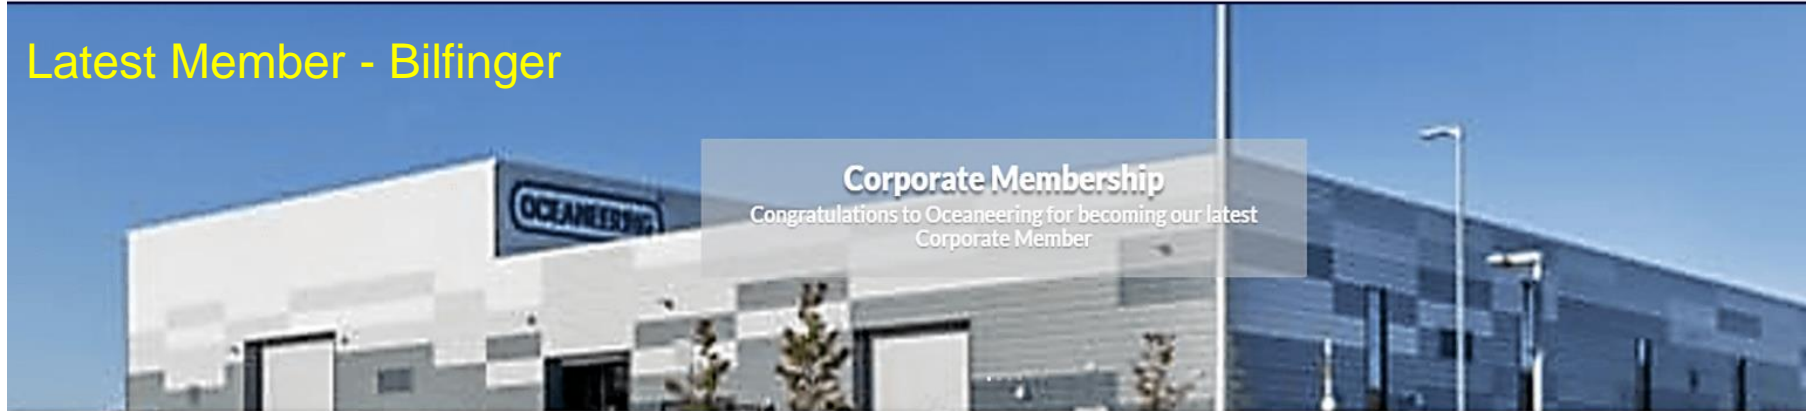 Latest Member - Bilfinger
Corporate Membership
Congratulations to Oceaneering for becoming our latest
Corporate Member
OCEANEERING